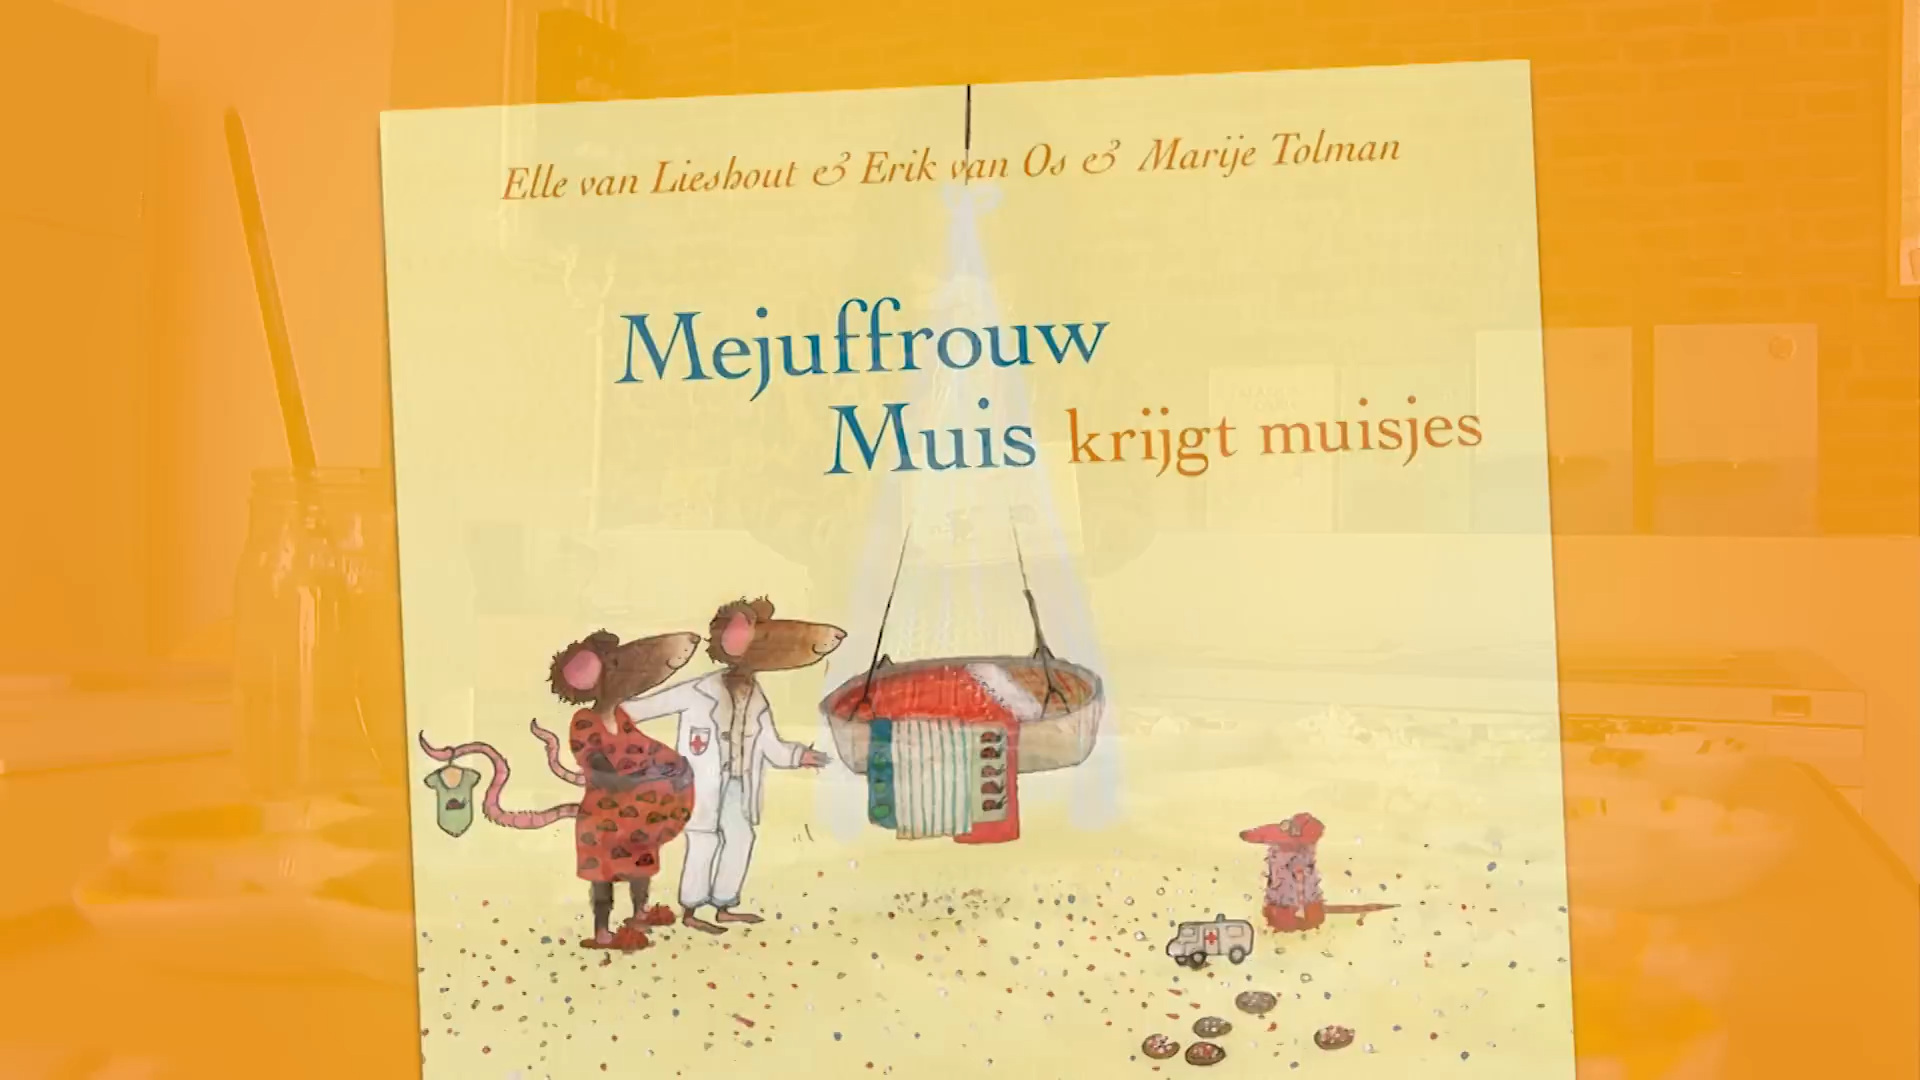 Elle van Lieshout & Erik van Os & Marije Tolman
Mejuffrouw
Muis krijgt muisjes